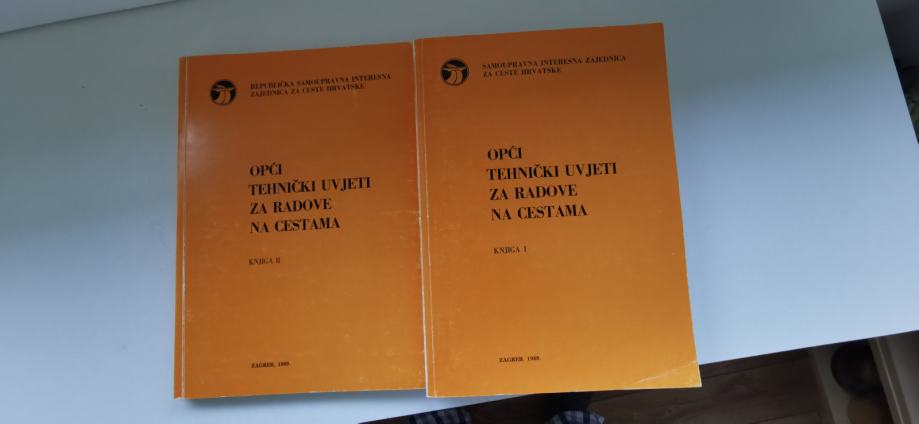 REPUBLIČKA SAMOUPRAVNA INTERESNA
ZAJEDNICA ZA CESTE HRVATSKE
OPĆI
TEHNIČKI UVJETI
ZA RADOVE
NA CESTAMA
KNJIGA II
ZAGREB, 1989.
SAMOUPRAVNA INTERESNA ZAJEDNICA
ZA CESTE HRVATSKE
OPĆI
TEHNIČKI UVJETI
ZA RADOVE
NA CESTAMA
KNJIGA I
ZAGREB, 1989.